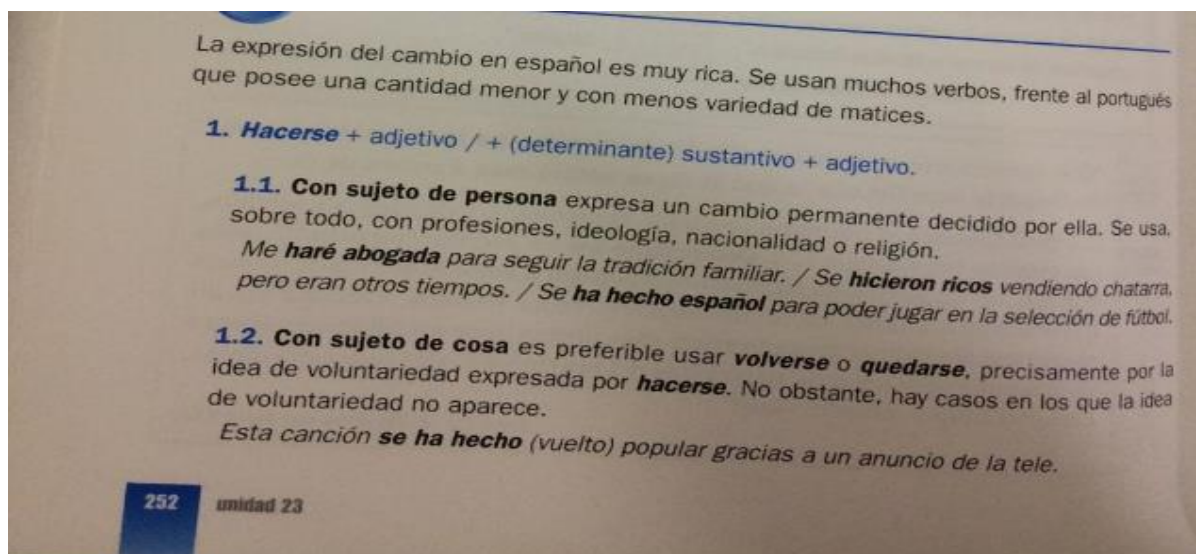 La expresión del cambio en español es muy rica. Se usan muchos verbos, frente al portugués
que posee una cantidad menor y con menos variedad de matices.
1. Hacerse + adjetivo / + (determinante) sustantivo + adjetivo.
1.1. Con sujeto de persona expresa un cambio permanente decidido por ella. Se usa,
sobre todo, con profesiones, ideología, nacionalidad o religión.
Me haré abogada para seguir la tradición familiar. / Se hicieron ricos vendiendo chatarra,
pero eran otros tiempos. / Se ha hecho español para poder jugar en la selección de fútbol.
1.2. Con sujeto de cosa es preferible usar volverse o quedarse, precisamente por la
idea de voluntariedad expresada por hacerse. No obstante, hay casos en los que la idea
de voluntariedad no aparece.
Esta canción se ha hecho (vuelto) popular gracias a un anuncio de la tele.
252 unidad 23